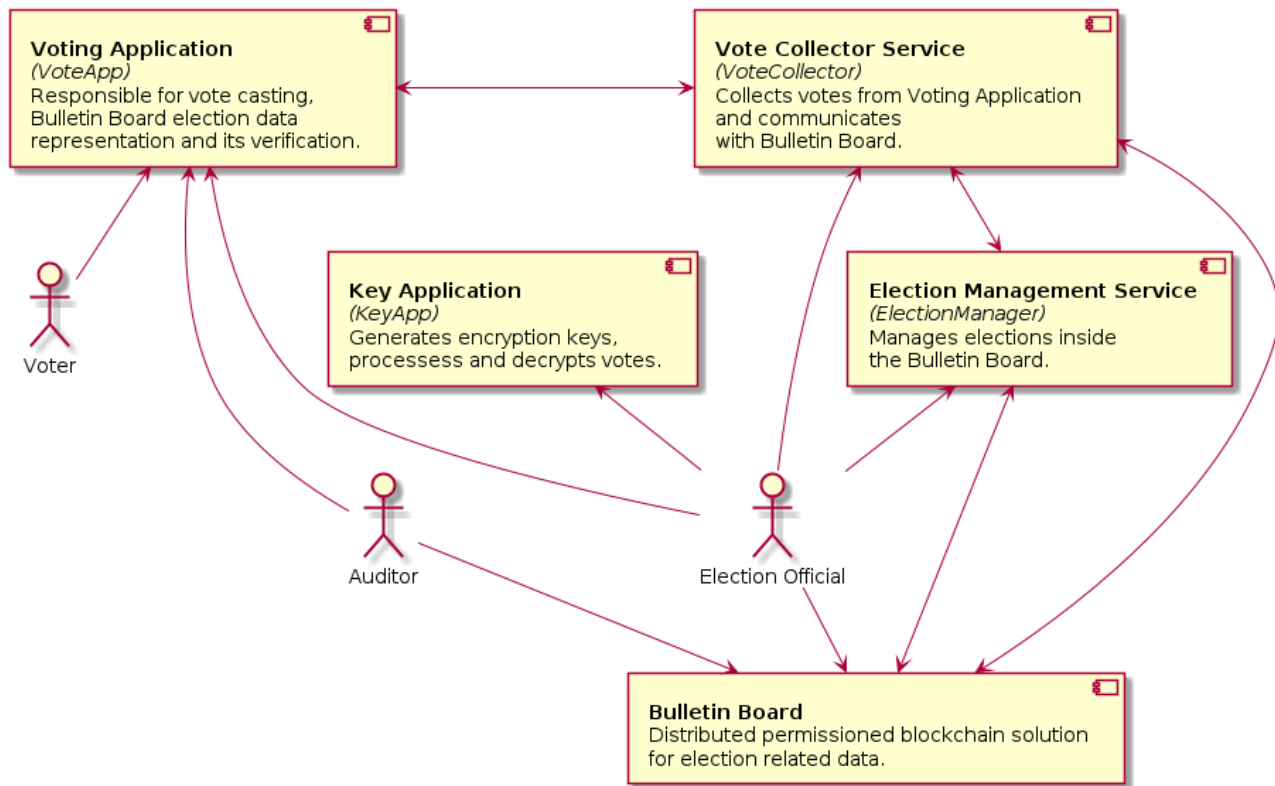 Voting Application
(VoteApp)
Responsible for vote casting,
Bulletin Board election data
representation and its verification.
Vote Collector Service
(VoteCollector)
Collects votes from Voting Application
and communicates
with Bulletin Board.
Key Application
(KeyApp)
Generates encryption keys,
processess and decrypts votes.
Election Management Service
(ElectionManager)
Manages elections inside
the Bulletin Board.
Voter
Auditor
Election Official
Bulletin Board
Distributed permissioned blockchain solution
for election related data.